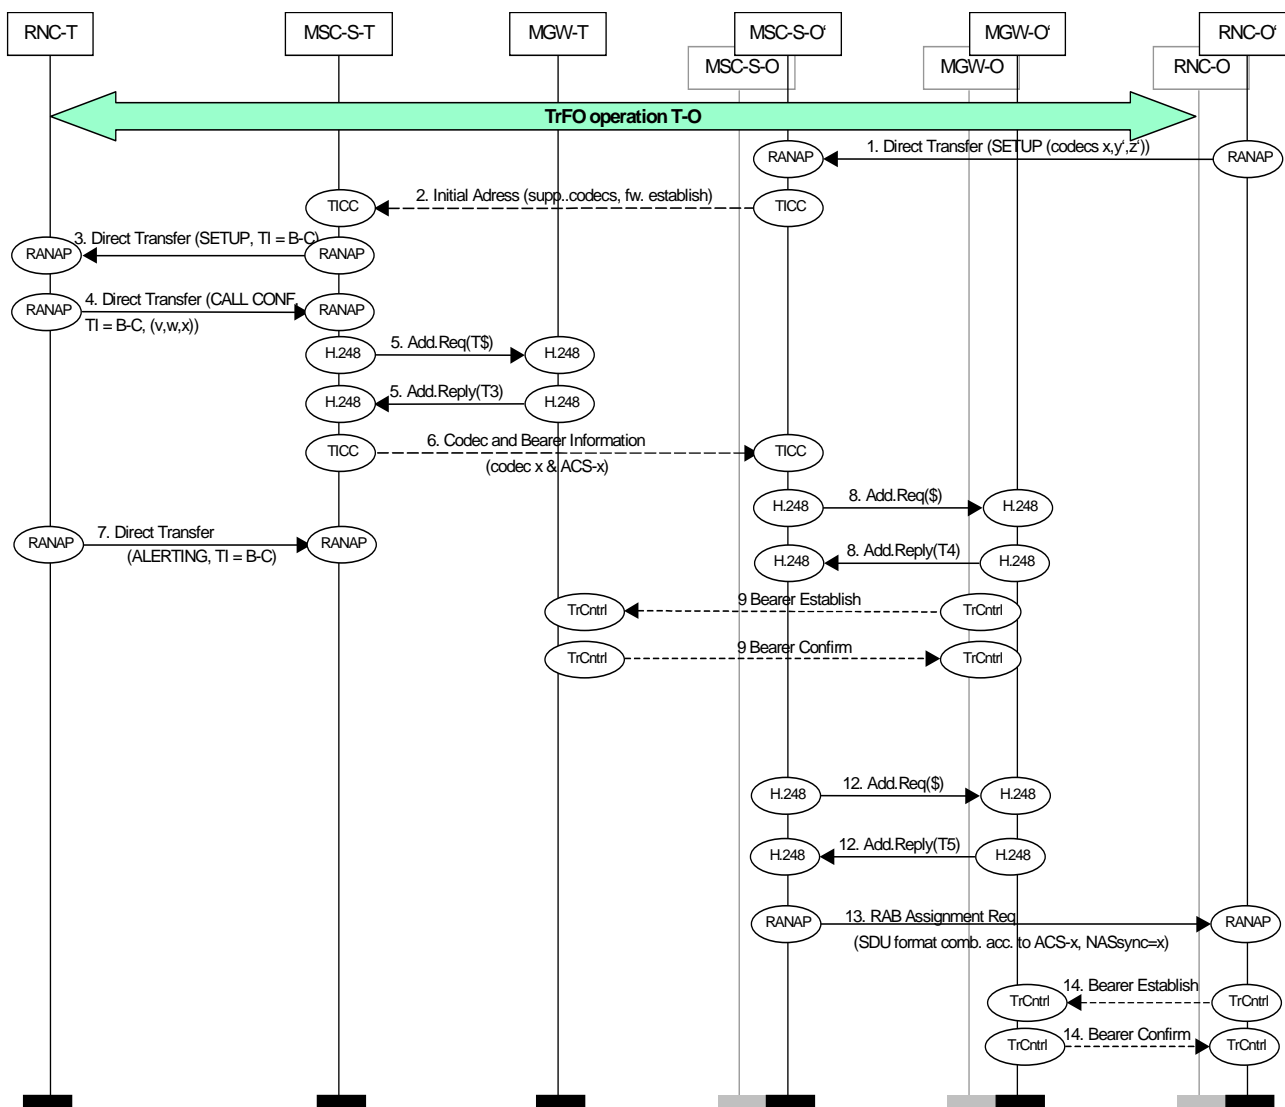 RNC-T
MSC-S-T
MGW-T
MSC-S-O'
MGW-O'
RNC-O'
MSC-S-O
MGW-O
RNC-O
TrFO operation T-O
RANAP
1. Direct Transfer (SETUP (codecs x,y',z'))
RANAP
TICC
2. Initial Adress (supp..codecs, fw. establish)
TICC
RANAP
3. Direct Transfer (SETUP, TI = B-C)
RANAP
RANAP
4. Direct Transfer (CALL CONF,
TI = B-C, (v,w,x))
RANAP
H.248
5. Add.Req(T$)
H.248
H.248
5. Add.Reply(T3)
H.248
TICC
6. Codec and Bearer Information
(codec x & ACS-x)
TICC
H.248
8. Add.Req($)
H.248
RANAP
7. Direct Transfer
(ALERTING, TI = B-C)
RANAP
H.248
8. Add.Reply(T4)
H.248
TrCntrl
9 Bearer Establish
TrCntrl
TrCntrl
9 Bearer Confirm
TrCntrl
H.248
12. Add.Req($)
H.248
H.248
12. Add.Reply(T5)
H.248
RANAP
13. RAB Assignment Req
(SDU format comb. acc. to ACS-x, NASsync=x)
RANAP
TrCntrl
14. Bearer Establish
TrCntrl
TrCntrl
14. Bearer Confirm
TrCntrl